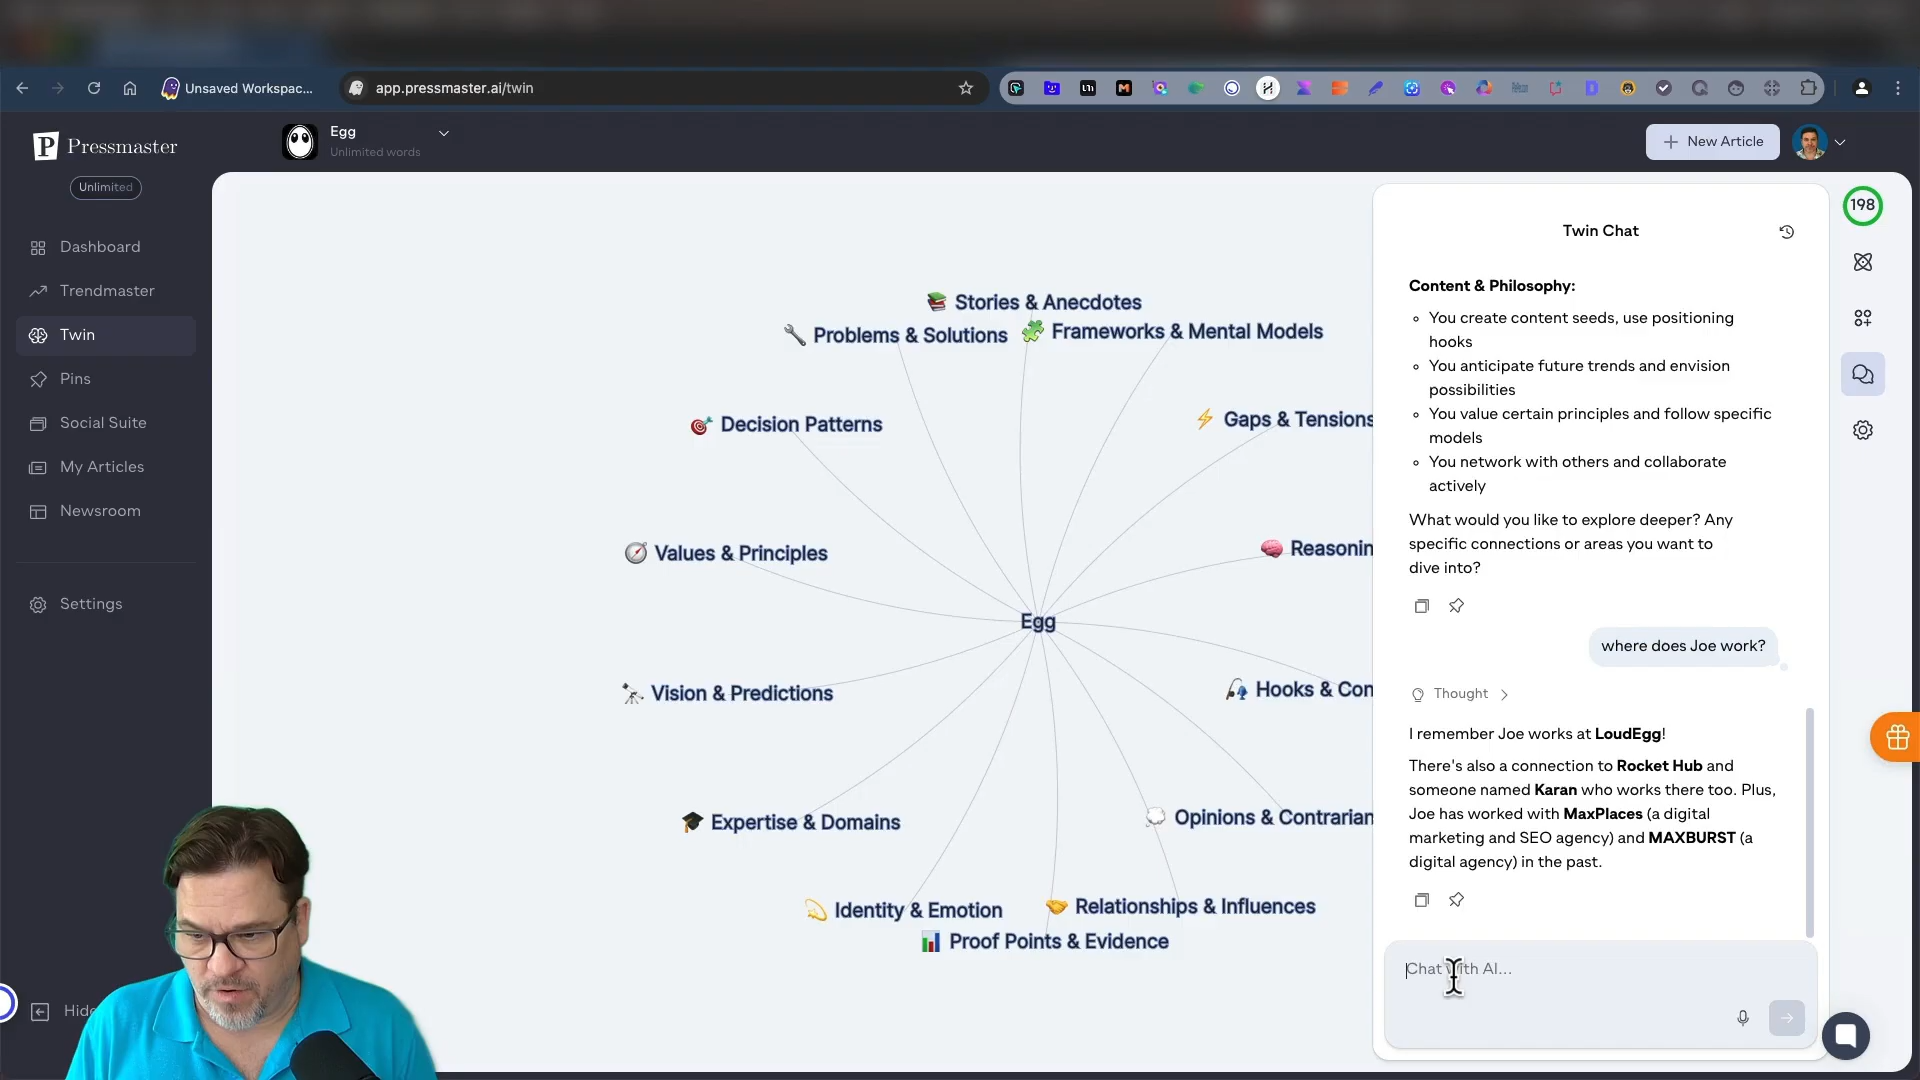 Unsaved Workspac...
app.pressmaster.ai/twin
P Pressmaster
Unlimited
Egg
Unlimited words
New Article
Dashboard
Trendmaster
Twin
Pins
Social Suite
My Articles
Newsroom
Settings
Hide
Stories & Anecdotes
Problems & Solutions
Frameworks & Mental Models
Decision Patterns
Gaps & Tensions
Values & Principles
Reasonin
Egg
Vision & Predictions
Hooks & Con
Expertise & Domains
Opinions & Contrarian
Identity & Emotion
Relationships & Influences
Proof Points & Evidence
Twin Chat
198
Content & Philosophy:
You create content seeds, use positioning
hooks
You anticipate future trends and envision
possibilities
You value certain principles and follow specific
models
You network with others and collaborate
actively
What would you like to explore deeper? Any
specific connections or areas you want to
dive into?
where does Joe work?
Thought
I remember Joe works at LoudEgg!
There's also a connection to Rocket Hub and
someone named Karan who works there too. Plus,
Joe has worked with MaxPlaces (a digital
marketing and SEO agency) and MAXBURST (a
digital agency) in the past.
Chat with AI...